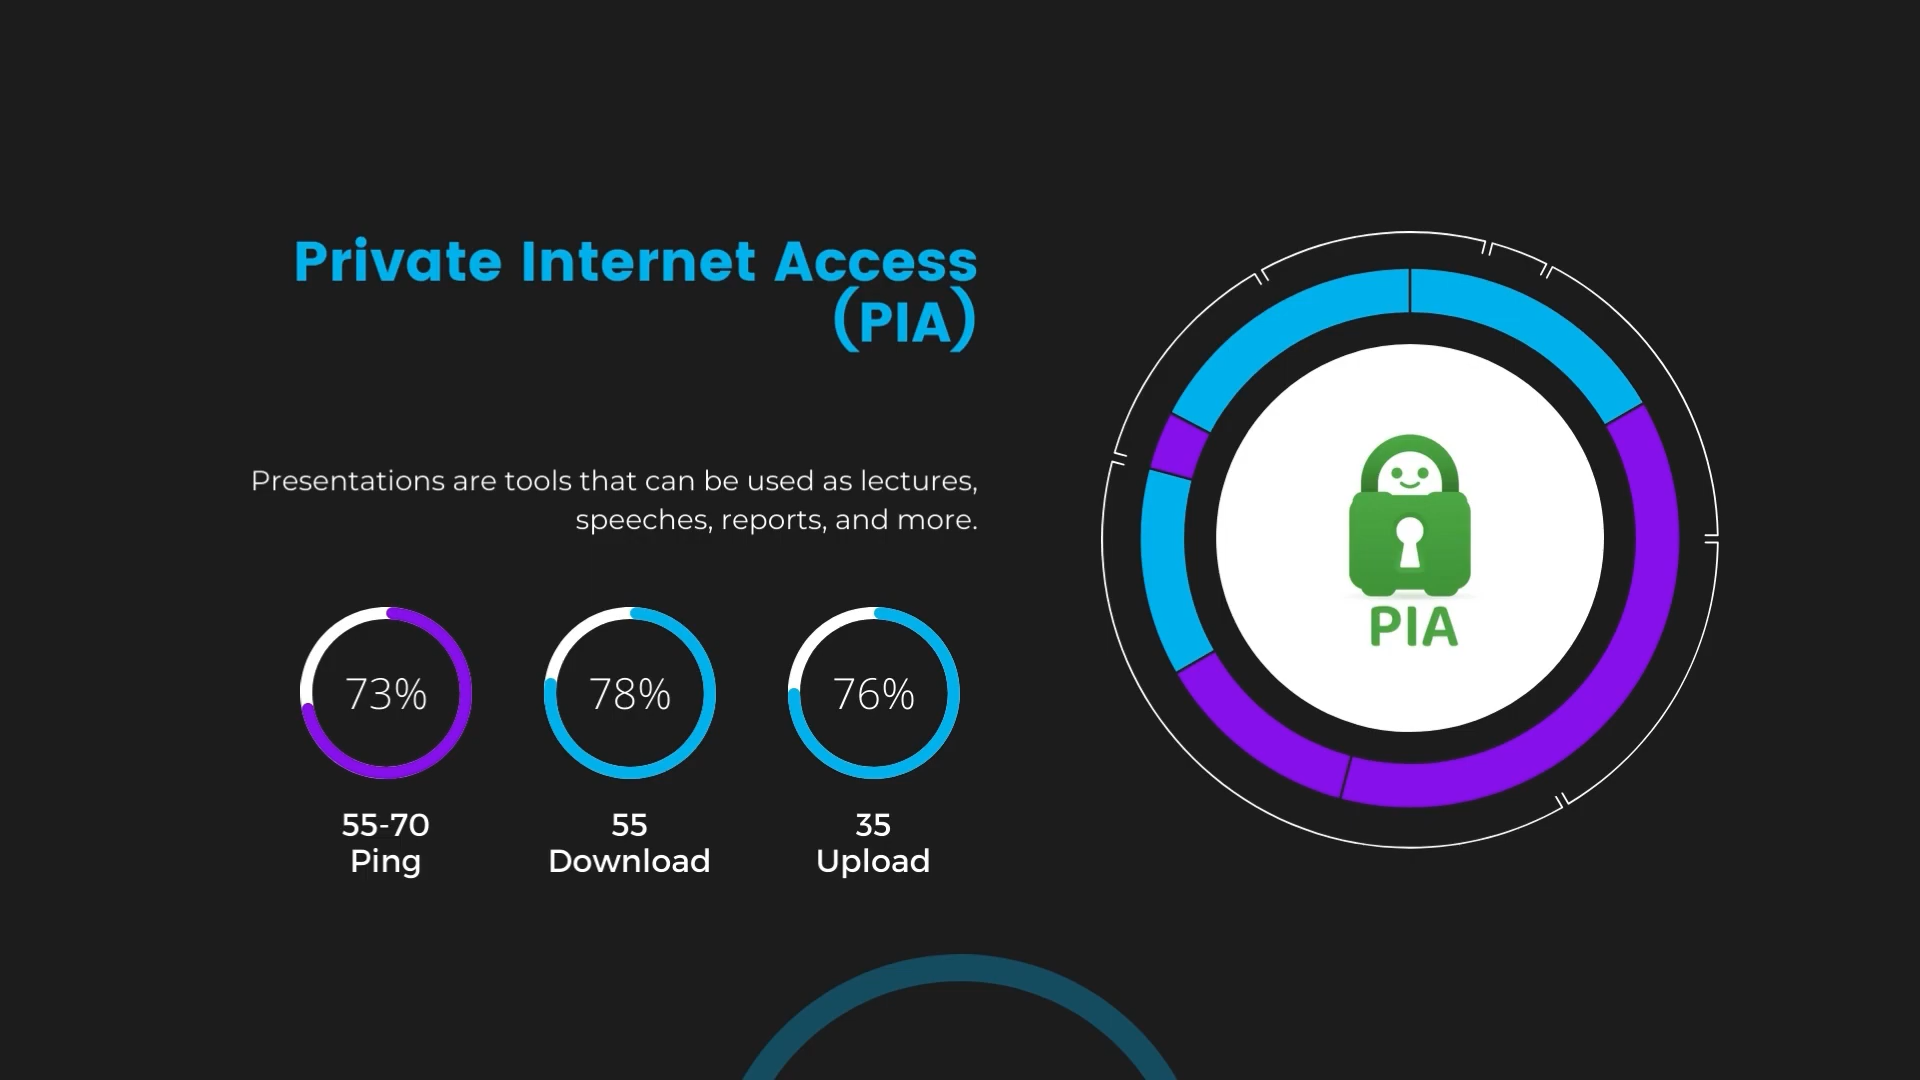 Private Internet Access
(PIA)
Presentations are tools that can be used as lectures,
speeches, reports, and more.
73%
78%
76%
55-70
Ping
55
Download
35
Upload
PIA